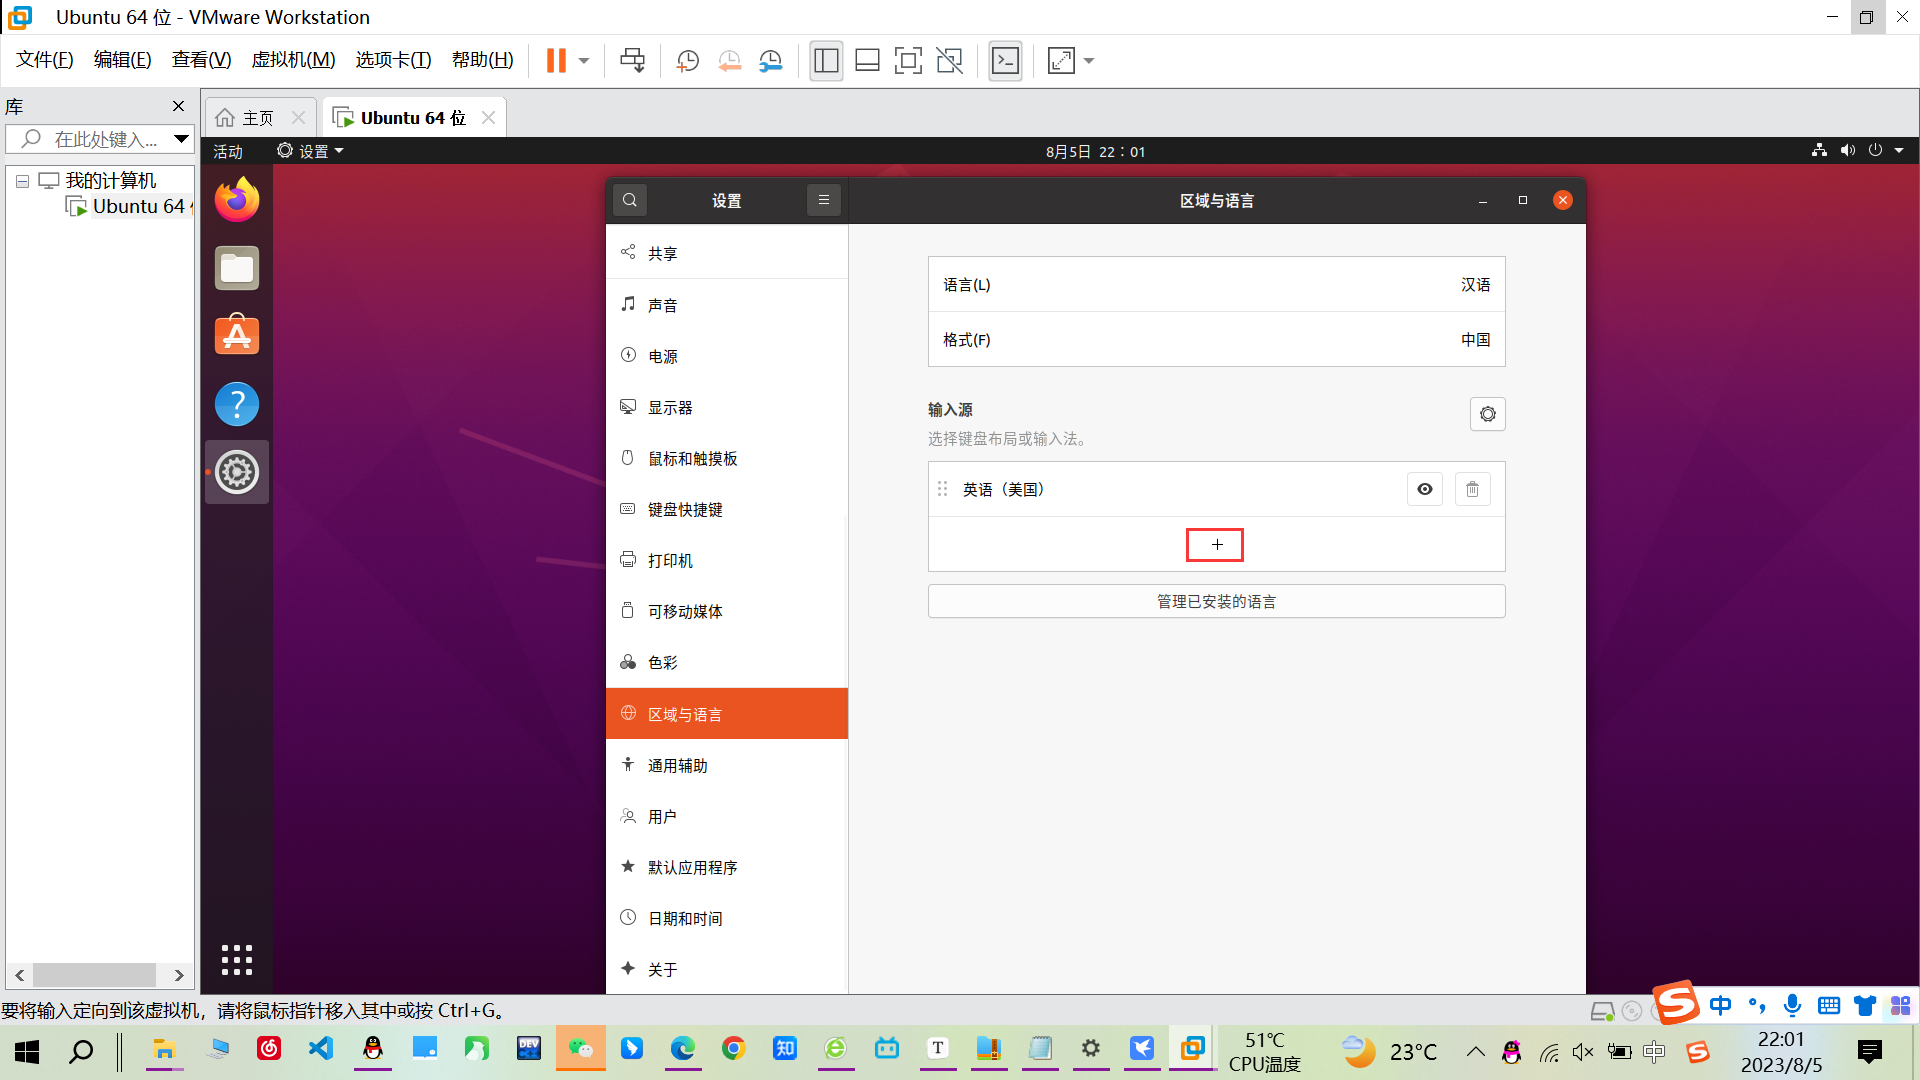 Ubuntu 64 位 - VMware Workstation
文件(F) 编辑(E) 查看(V) 虚拟机(M) 选项卡(T) 帮助(H)
库
在此处键入...
我的计算机
Ubuntu 64
主页
Ubuntu 64 位
活动
设置
8月5日 22：01
设置
区域与语言
共享
声音
电源
显示器
鼠标和触摸板
键盘快捷键
打印机
可移动媒体
色彩
区域与语言
通用辅助
用户
默认应用程序
日期和时间
关于
语言(L) 汉语
格式(F) 中国
输入源
选择键盘布局或输入法。
英语（美国）
+
管理已安装的语言
要将输入定向到该虚拟机，请将鼠标指针移入其中或按 Ctrl+G。
中
DEV
知
T
51℃
CPU温度
23°C
中
22:01
2023/8/5